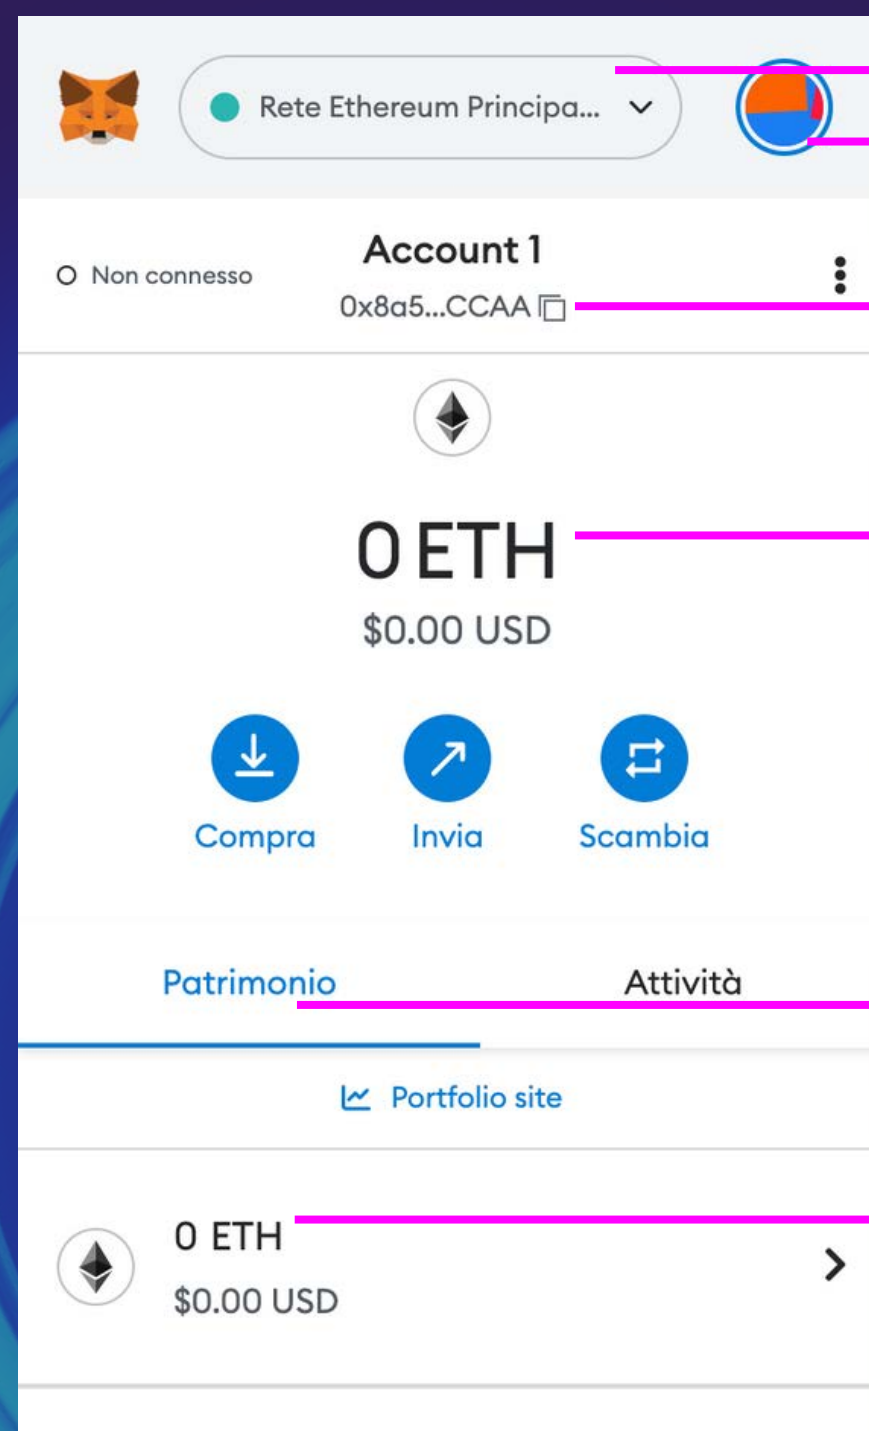 Rete Ethereum Principa...
Account 1
Non connesso
0x8a5...CCAA
0 ETH
$0.00 USD
Compra
Invia
Scambia
Patrimonio
Attività
Portfolio site
0 ETH
$0.00 USD